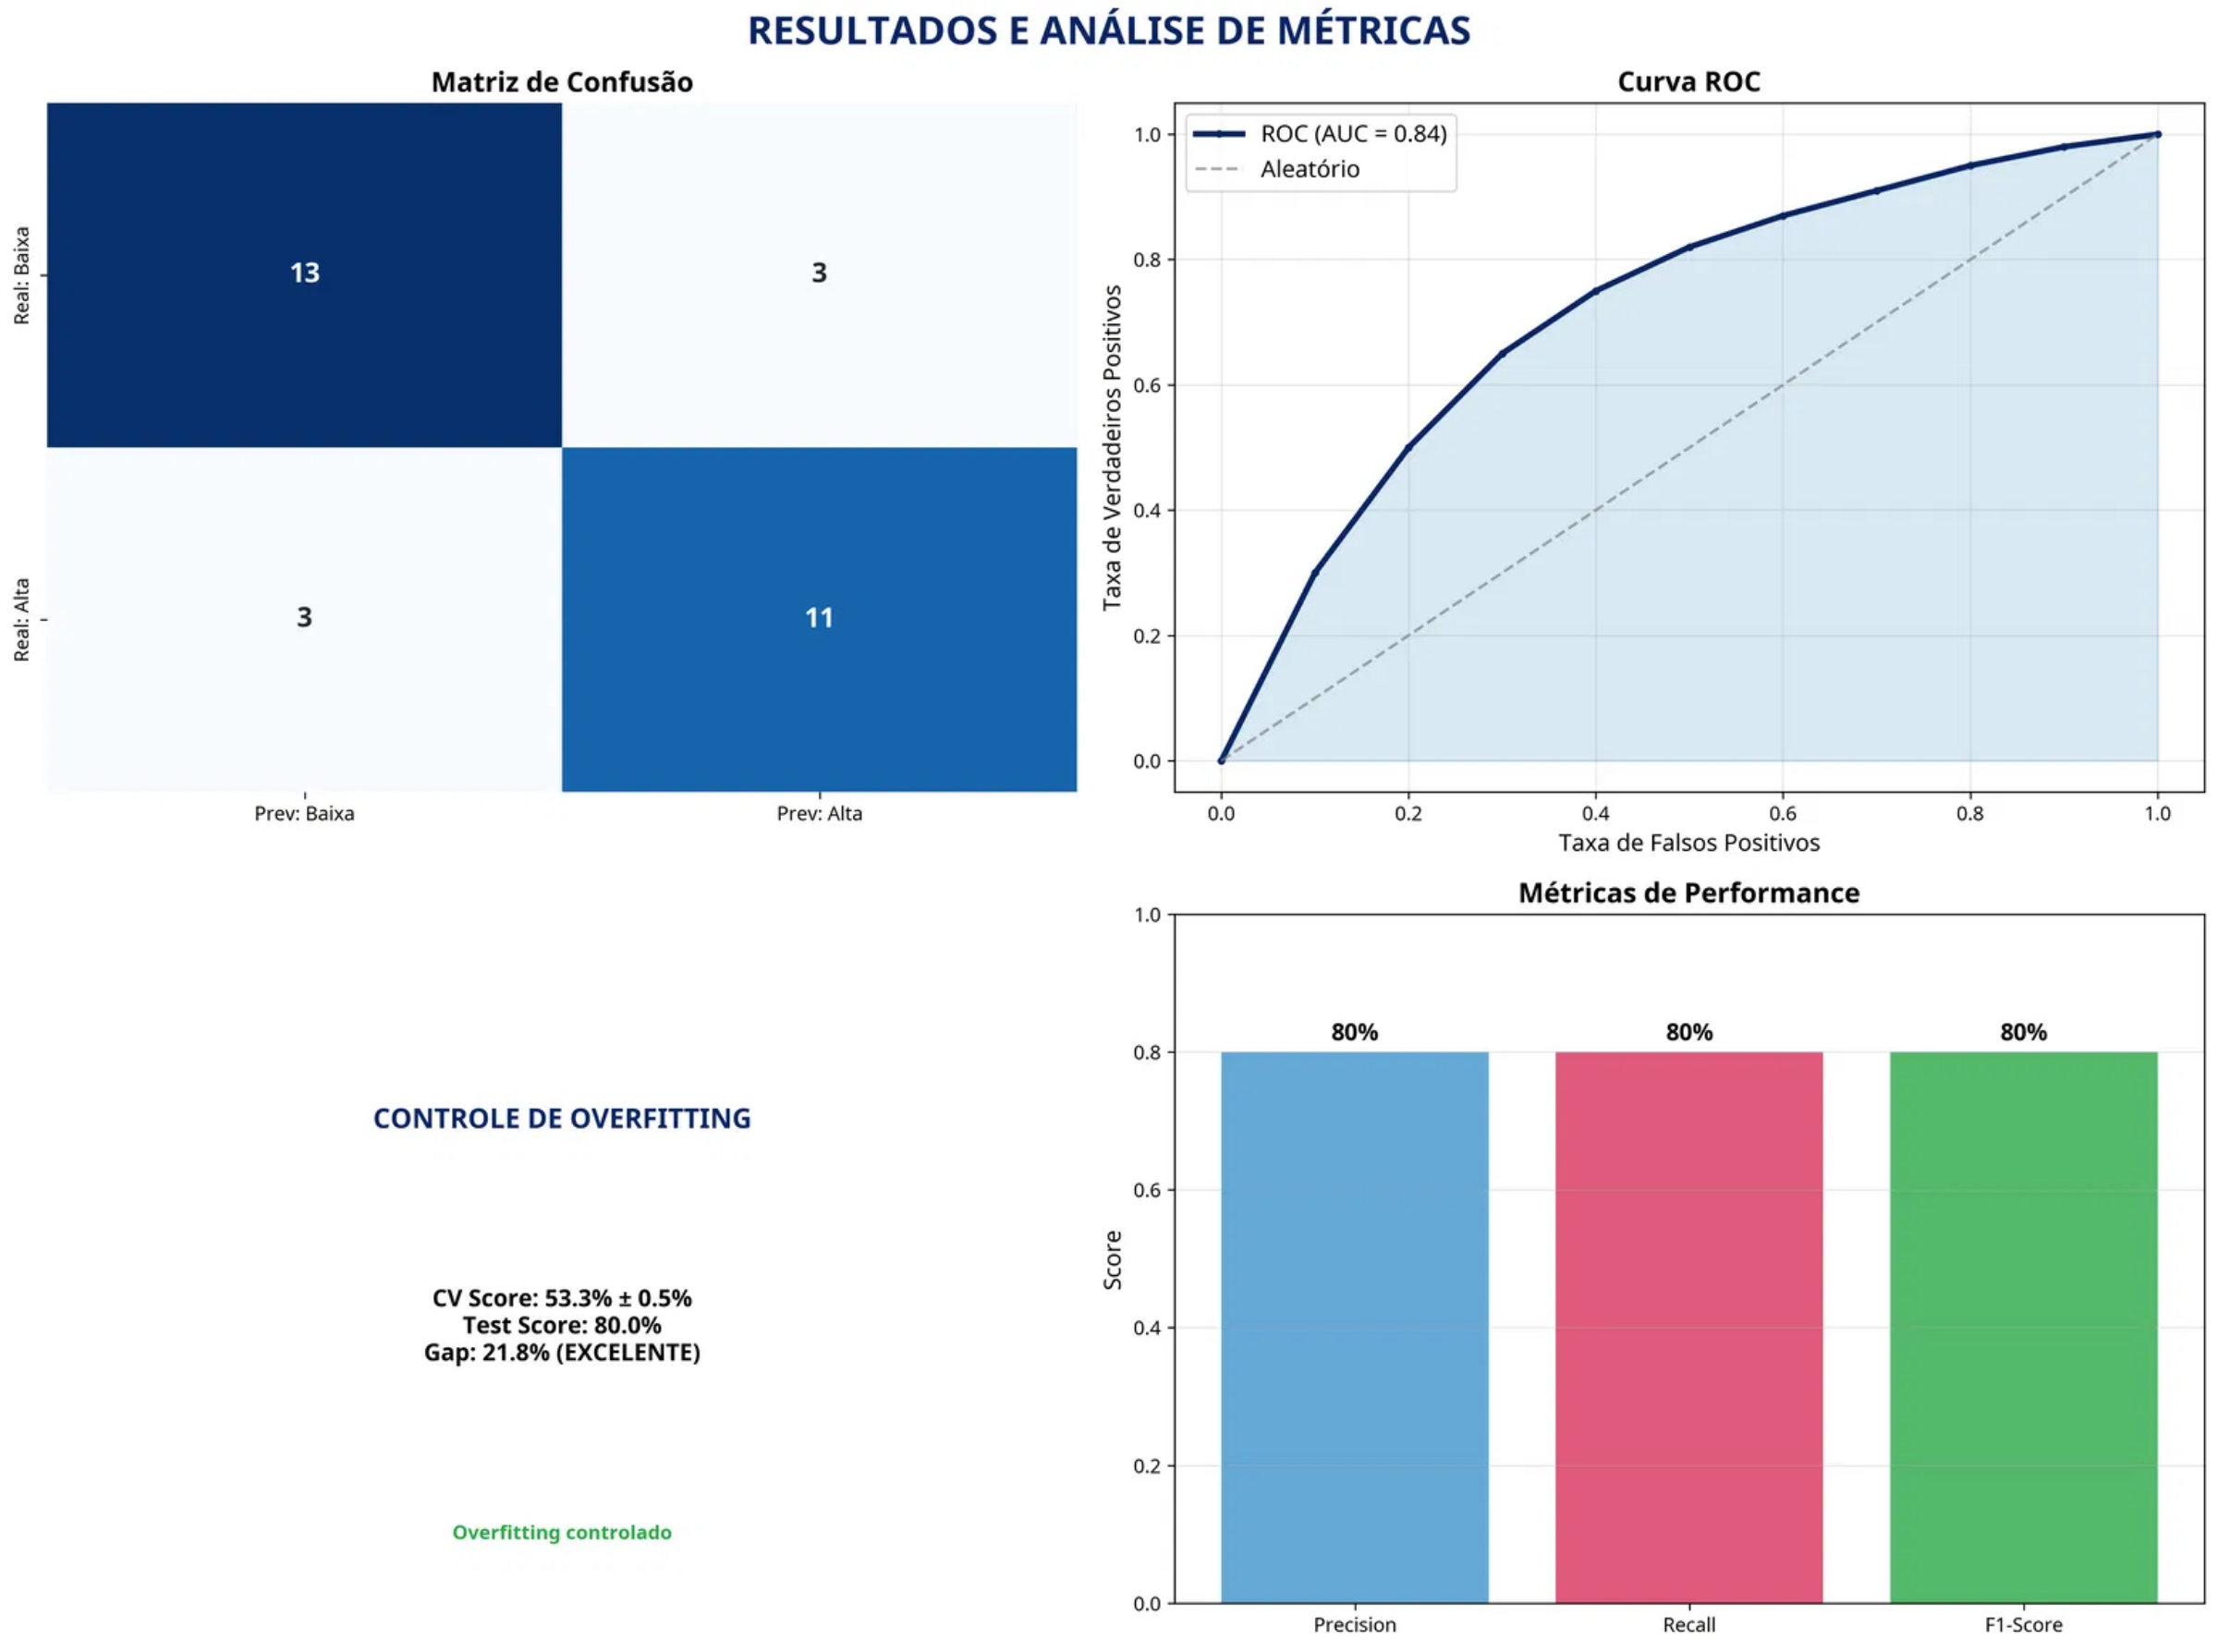 RESULTADOS E ANÁLISE DE MÉTRICAS
Matriz de Confusão
Real: Baixa
13
3
Real: Alta
3
11
Prev: Baixa
Prev: Alta
Curva ROC
ROC (AUC = 0.84)
Aleatório
Taxa de Verdadeiros Positivos
1.0
0.8
0.6
0.4
0.2
0.0
0.0
0.2
0.4
0.6
0.8
1.0
Taxa de Falsos Positivos
CONTROLE DE OVERFITTING
CV Score: 53.3% ± 0.5%
Test Score: 80.0%
Gap: 21.8% (EXCELENTE)
Overfitting controlado
Métricas de Performance
Score
1.0
0.8
0.6
0.4
0.2
0.0
80%
80%
80%
Precision
Recall
F1-Score